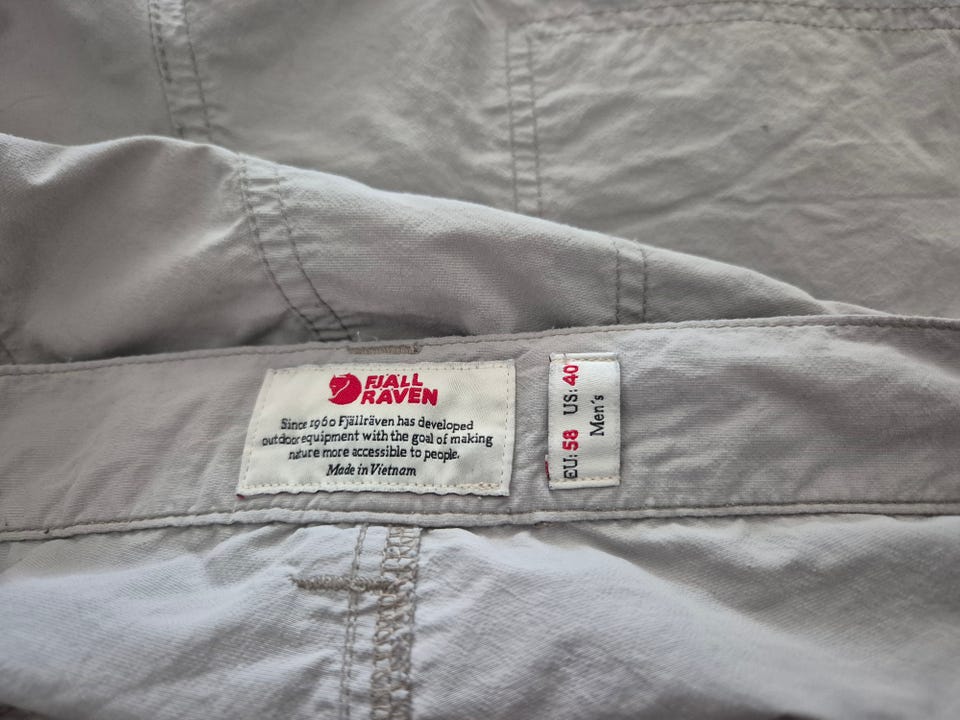 FJÄLL
RÄVEN
Since 1960 Fjällräven has developed
outdoor equipment with the goal of making
nature more accessible to people.
Made in Vietnam
EU: 58 US: 40
Men's